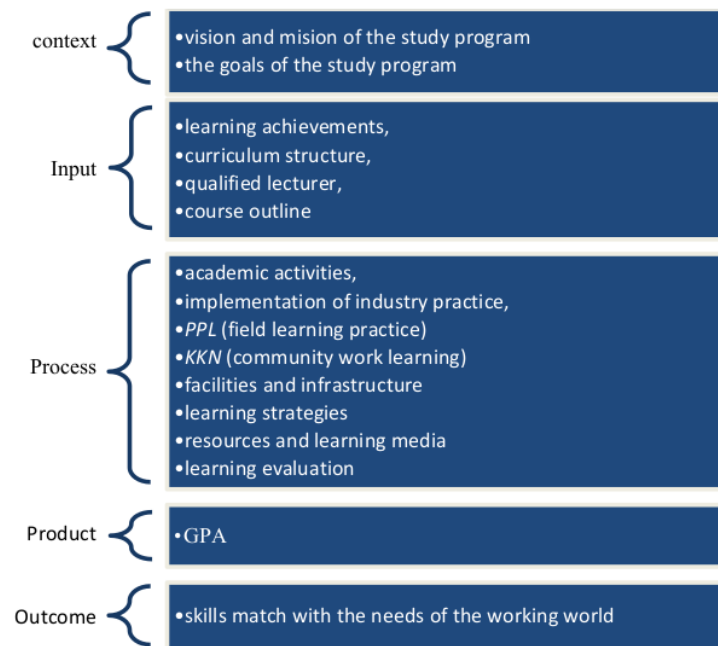 context
•vision and mision of the study program
•the goals of the study program
Input
•learning achievements,
•curriculum structure,
•qualified lecturer,
•course outline
Process
•academic activities,
•implementation of industry practice,
•PPL (field learning practice)
•KKN (community work learning)
•facilities and infrastructure
•learning strategies
•resources and learning media
•learning evaluation
Product
•GPA
Outcome
•skills match with the needs of the working world